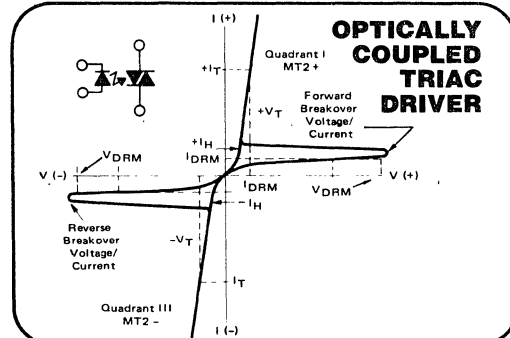 OPTICALLY
COUPLED
TRIAC
DRIVER
I (+)
Quadrant I
MT2 +
+IT
+VT
Forward
Breakover
Voltage/
Current
+IH
IDRM
VDRM
V (-)
IDRM
VDRM
V (+)
-IH
Reverse
Breakover
Voltage/
Current
-VT
IT
Quadrant III
MT2 -
I (-)